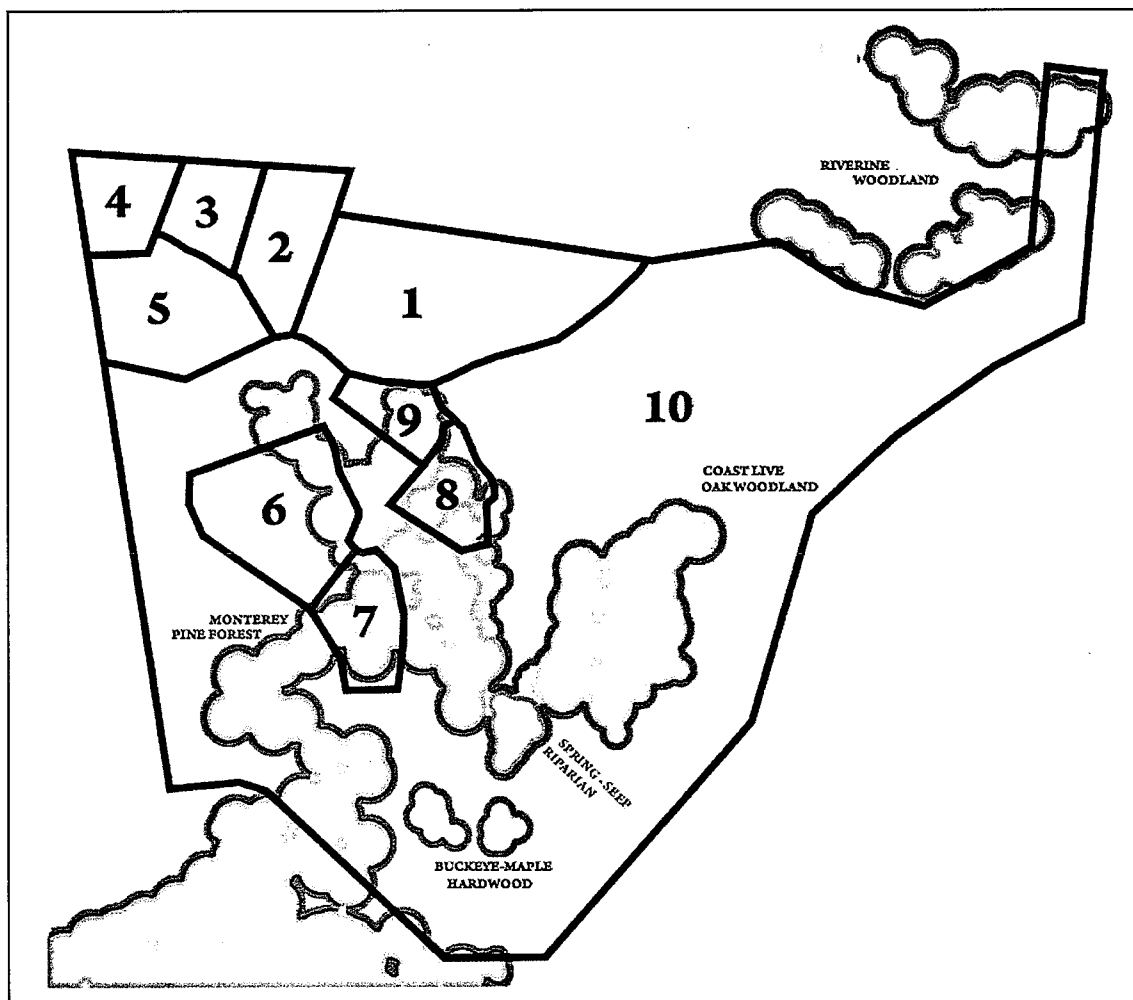 RIVERINE
WOODLAND
4
3
2
5
1
10
9
COAST LIVE
OAK WOODLAND
8
6
7
MONTEREY
PINE FOREST
SPRING-SEEP
RIPARIAN
BUCKEYE-MAPLE
HARDWOOD